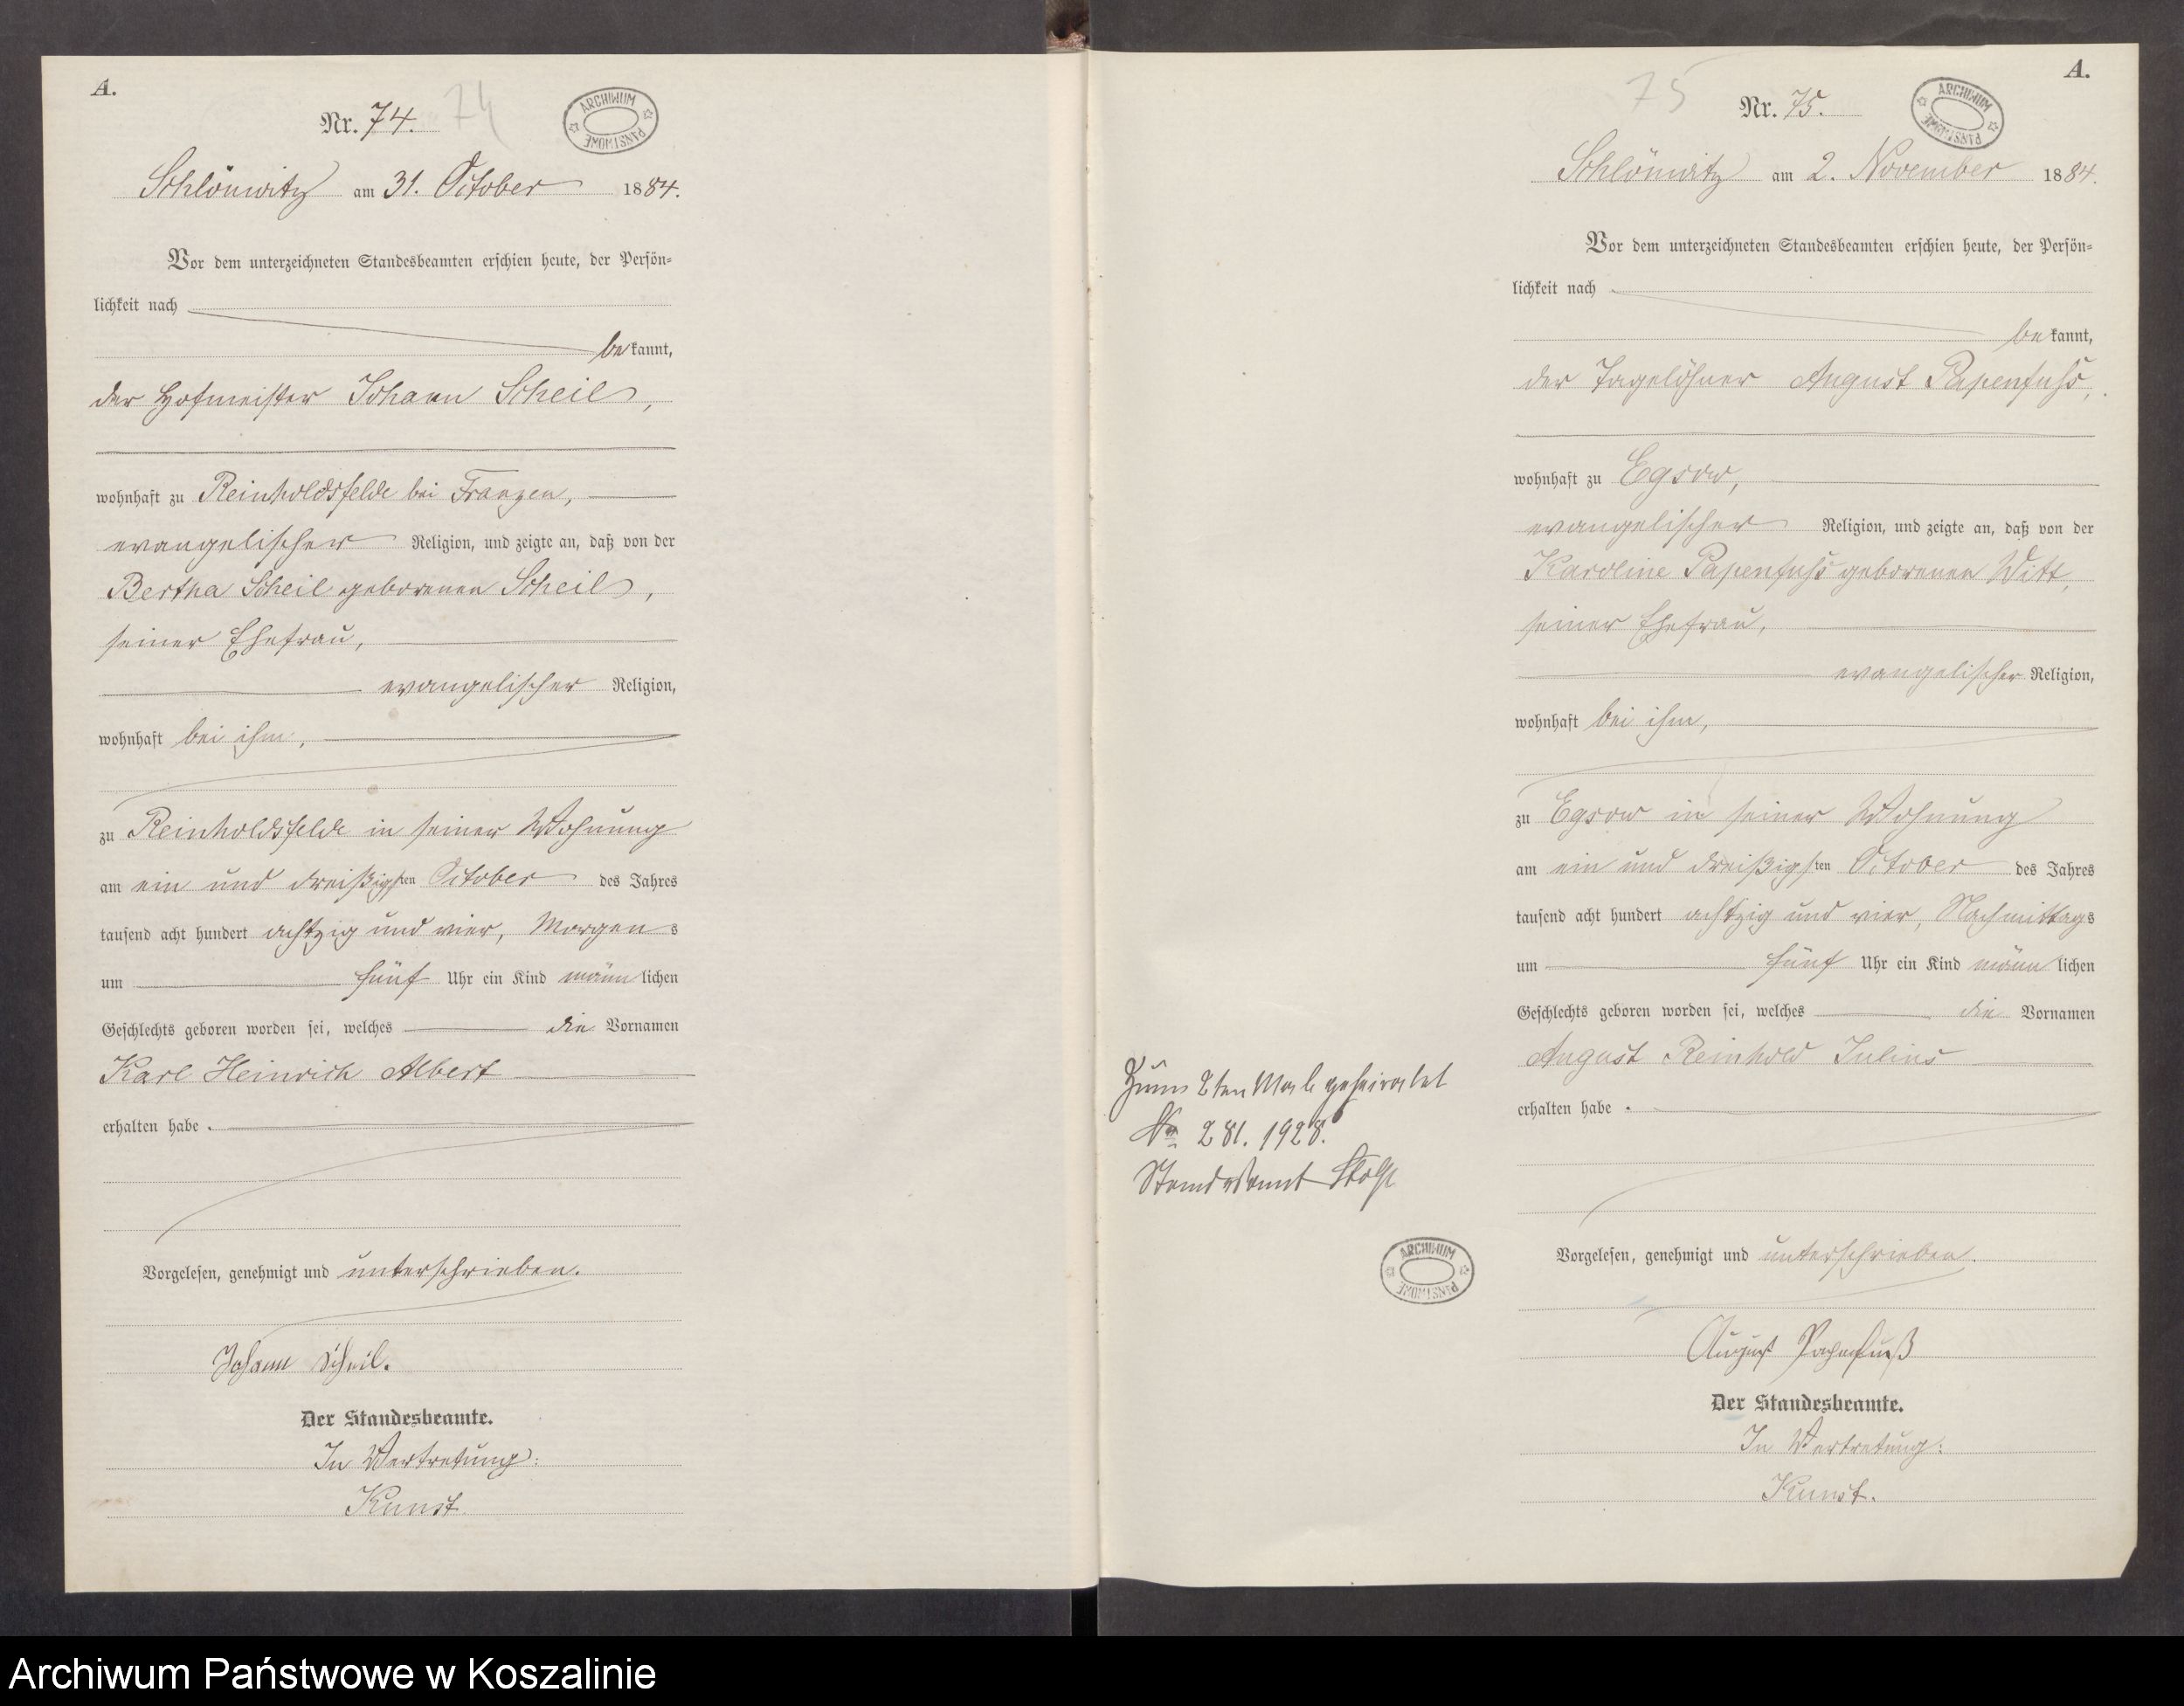 A.
Nr. 74.
74
ARCHIWUM PAŃSTWOWE
Schlönwitz am 31. October 1884.
Vor dem unterzeichneten Standesbeamten erschien heute, der Persön-
lichkeit nach
bekannt,
der Hofmeister Johann Scheil,
wohnhaft zu Reinholdsfelde bei Franzen,
evangelischer Religion, und zeigte an, daß von der
Bertha Scheil geborenen Scheil,
seiner Ehefrau,
evangelischer Religion,
wohnhaft bei ihm,
zu Reinholdsfelde in seiner Wohnung
am ein und dreißigsten October des Jahres
tausend acht hundert achtzig und vier, Morgens
um fünf Uhr ein Kind männlichen
Geschlechts geboren worden sei, welches die Vornamen
Karl Heinrich Albert
erhalten habe.
Vorgelesen, genehmigt und unterschrieben.
Johann Scheil.
Der Standesbeamte.
In Vertretung:
Kunst.
A.
75
Nr. 75.
ARCHIWUM PAŃSTWOWE
Schlönwitz am 2. November 1884.
Vor dem unterzeichneten Standesbeamten erschien heute, der Persön-
lichkeit nach
bekannt,
der Tagelöhner August Papenfuss,
wohnhaft zu Egsow,
evangelischer Religion, und zeigte an, daß von der
Karoline Papenfuss geborenen Witt,
seiner Ehefrau,
evangelischer Religion,
wohnhaft bei ihm,
zu Egsow in seiner Wohnung
am ein und dreißigsten October des Jahres
tausend acht hundert achtzig und vier, Nachmittags
um fünf Uhr ein Kind männlichen
Geschlechts geboren worden sei, welches die Vornamen
August Reinhold Julius
erhalten habe.
Vorgelesen, genehmigt und unterschrieben.
August Papenfuß
Der Standesbeamte.
In Vertretung:
Kunst.
Zum 2ten Male geheiratet
No 281. 1928.
Standesamt Stolp
ARCHIWUM PAŃSTWOWE
Archiwum Państwowe w Koszalinie